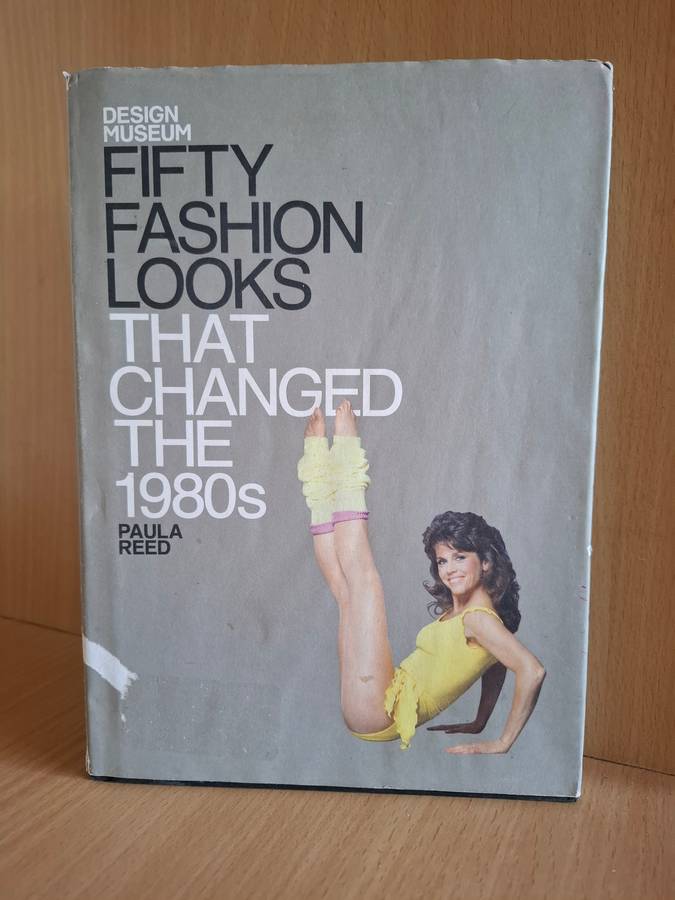 DESIGN
MUSEUM
FIFTY
FASHION
LOOKS
THAT
CHANGED
THE
1980s
PAULA
REED